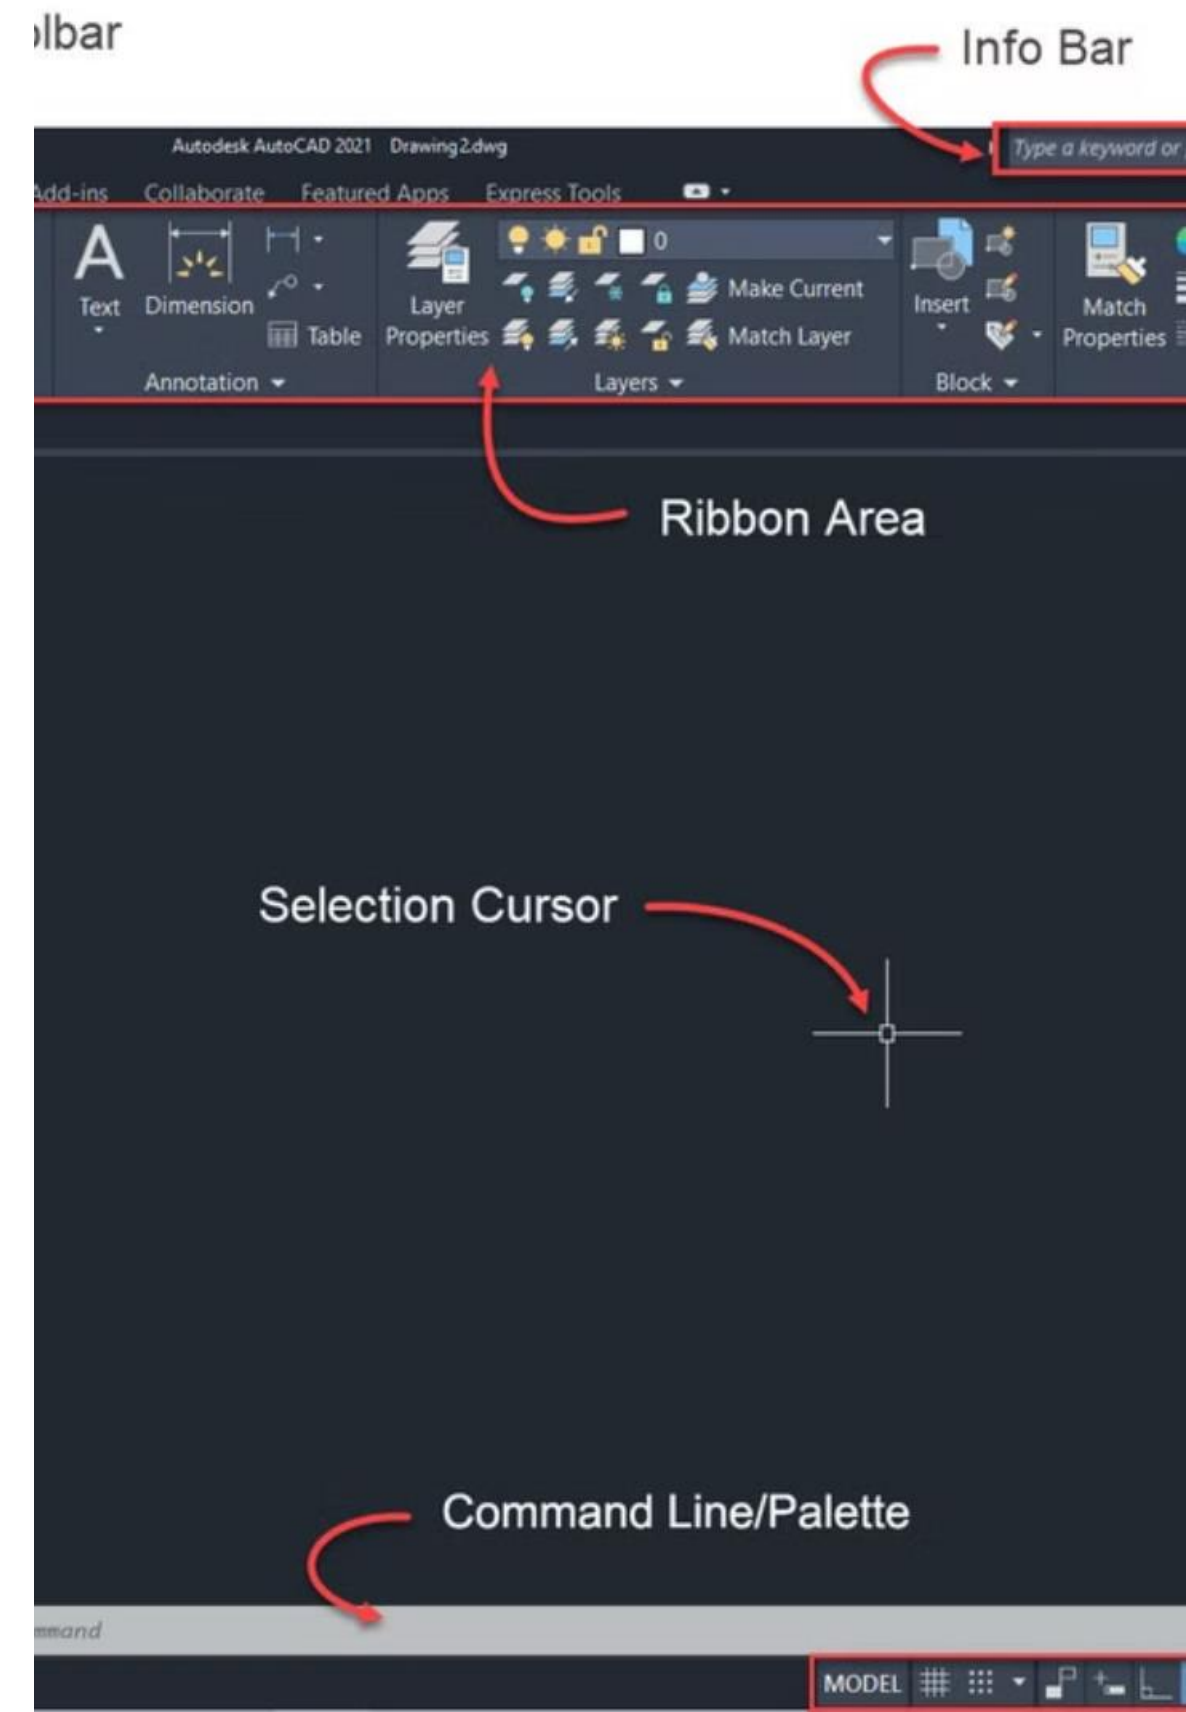 olbar
Info Bar
Autodesk AutoCAD 2021 Drawing2.dwg
Type a keyword or
Add-ins Collaborate Featured Apps Express Tools
0
Text
Dimension
Table
Annotation
Layer
Properties
Make Current
Match Layer
Layers
Insert
Block
Match
Properties
Ribbon Area
Selection Cursor
Command Line/Palette
mmand
MODEL